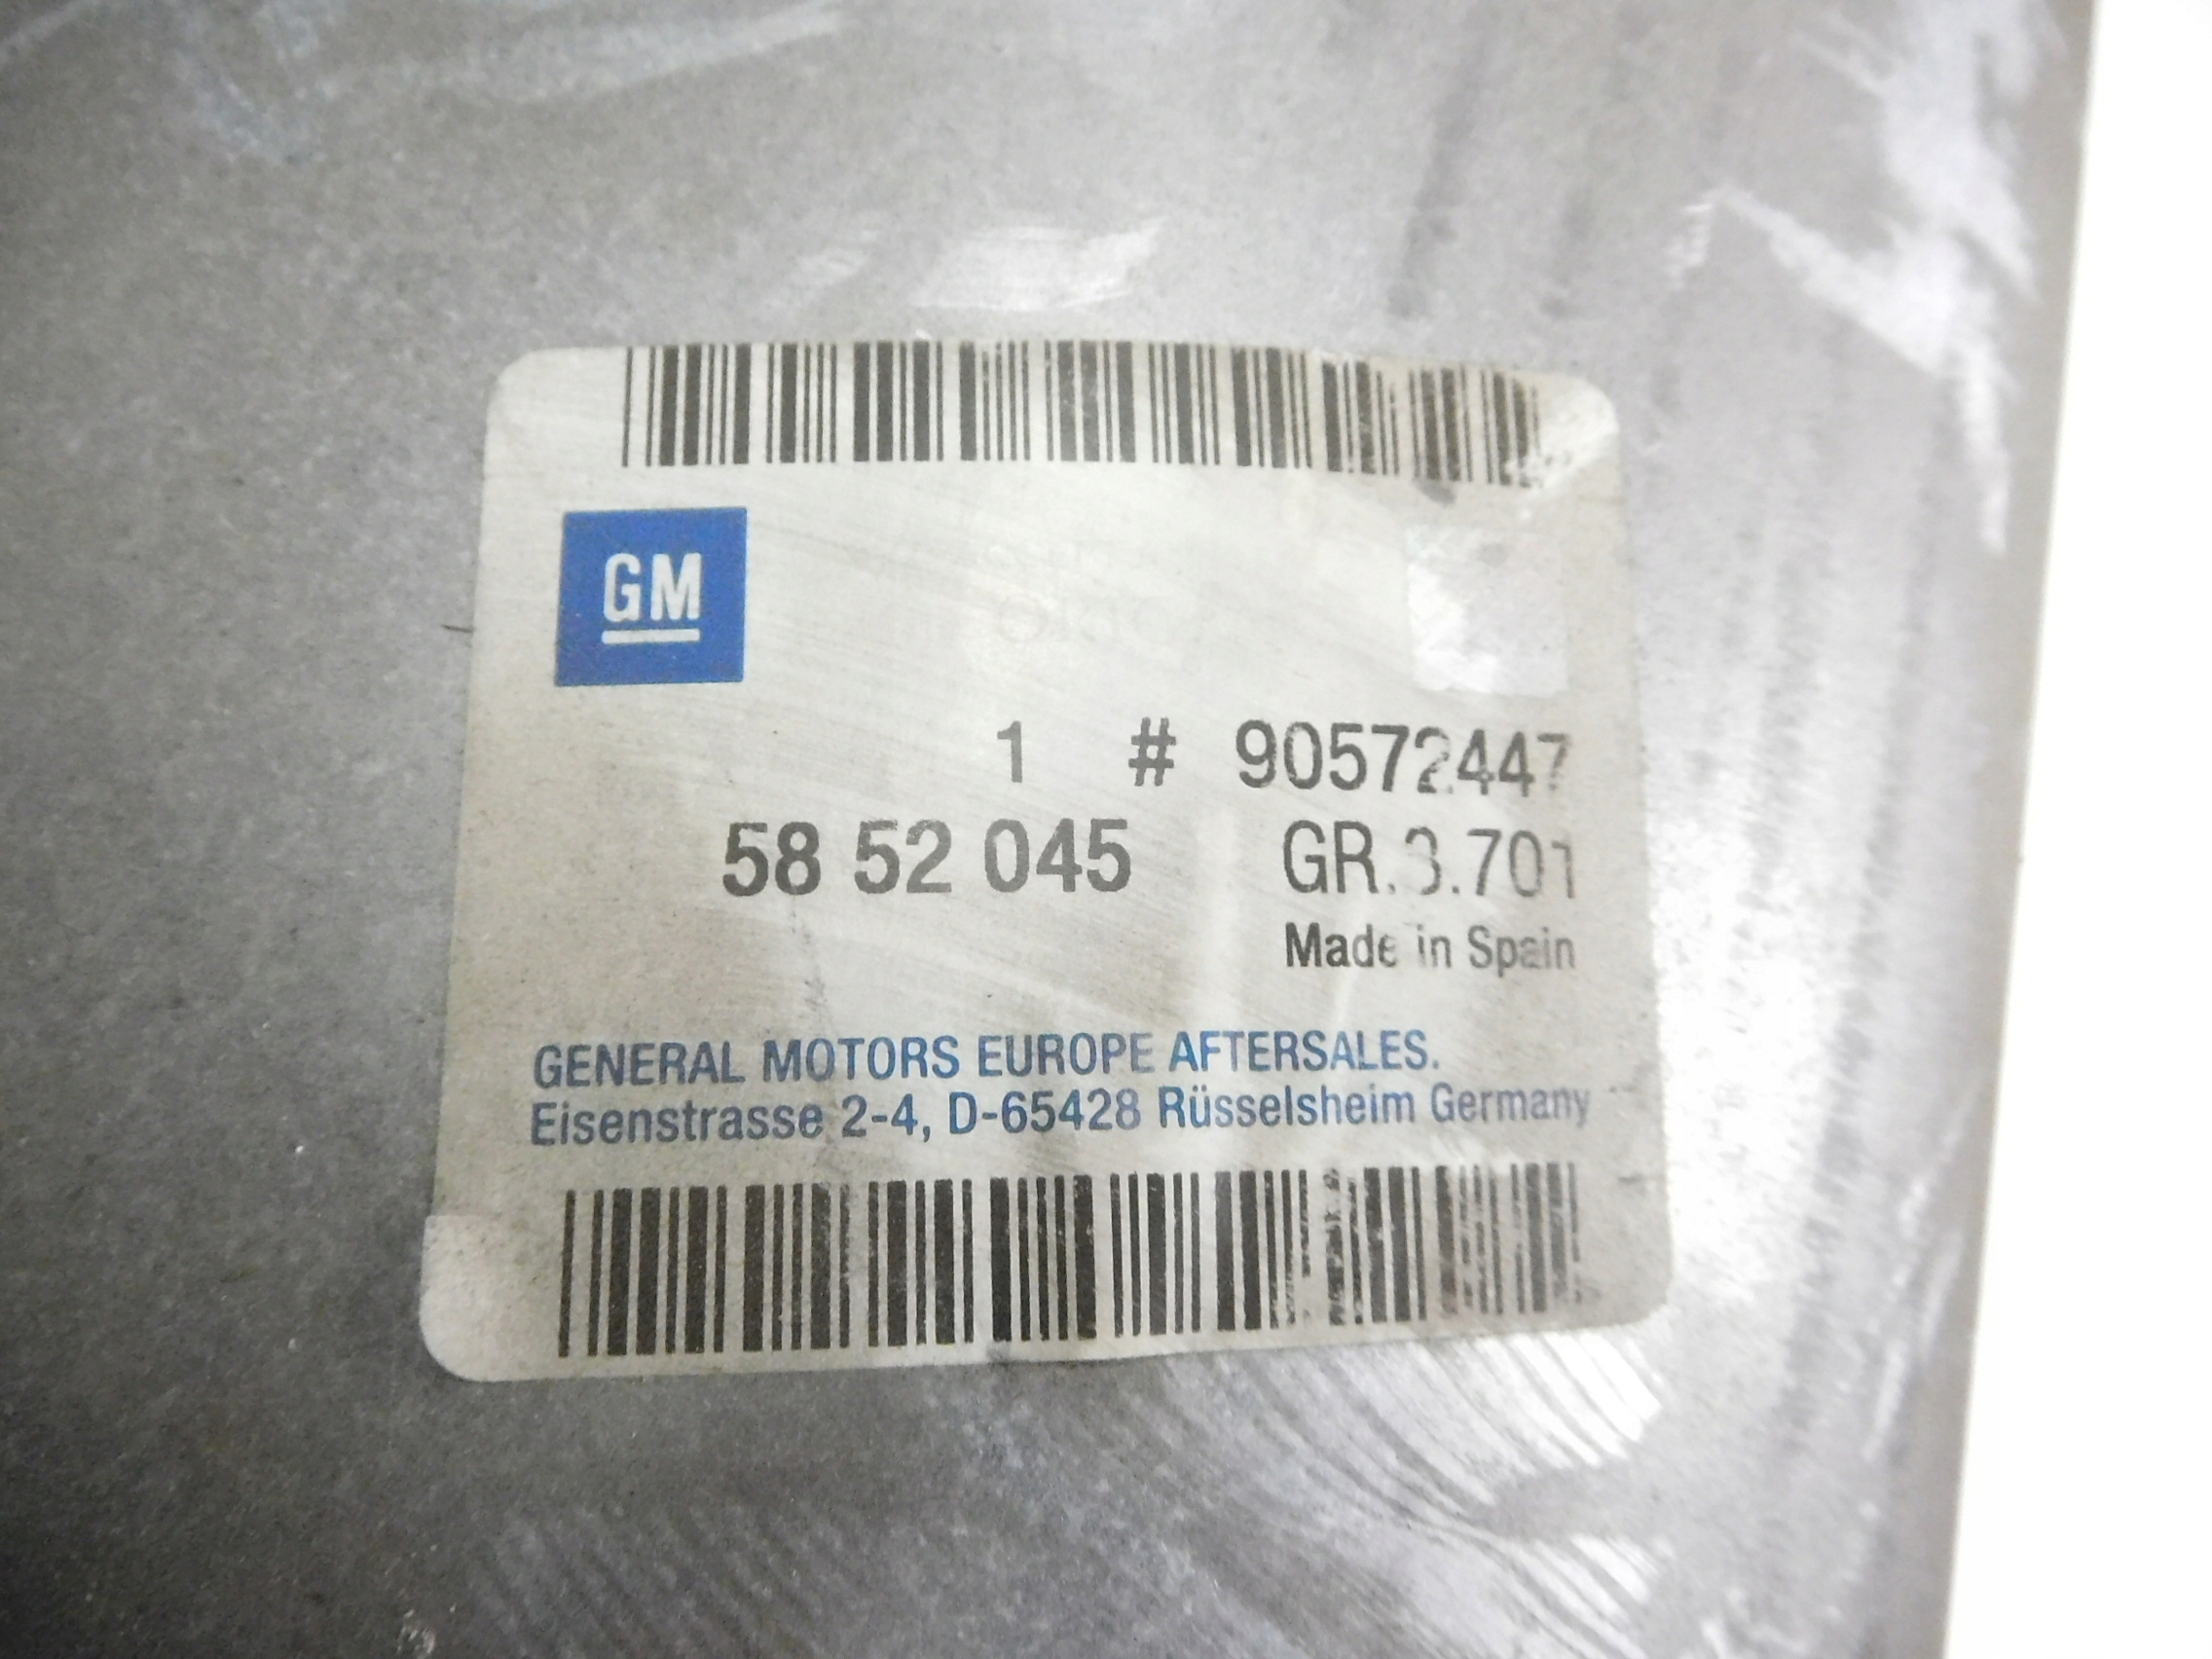 GM
1 # 90572447
58 52 045 GR.3.701
Made in Spain
GENERAL MOTORS EUROPE AFTERSALES.
Eisenstrasse 2-4, D-65428 Rüsselsheim Germany